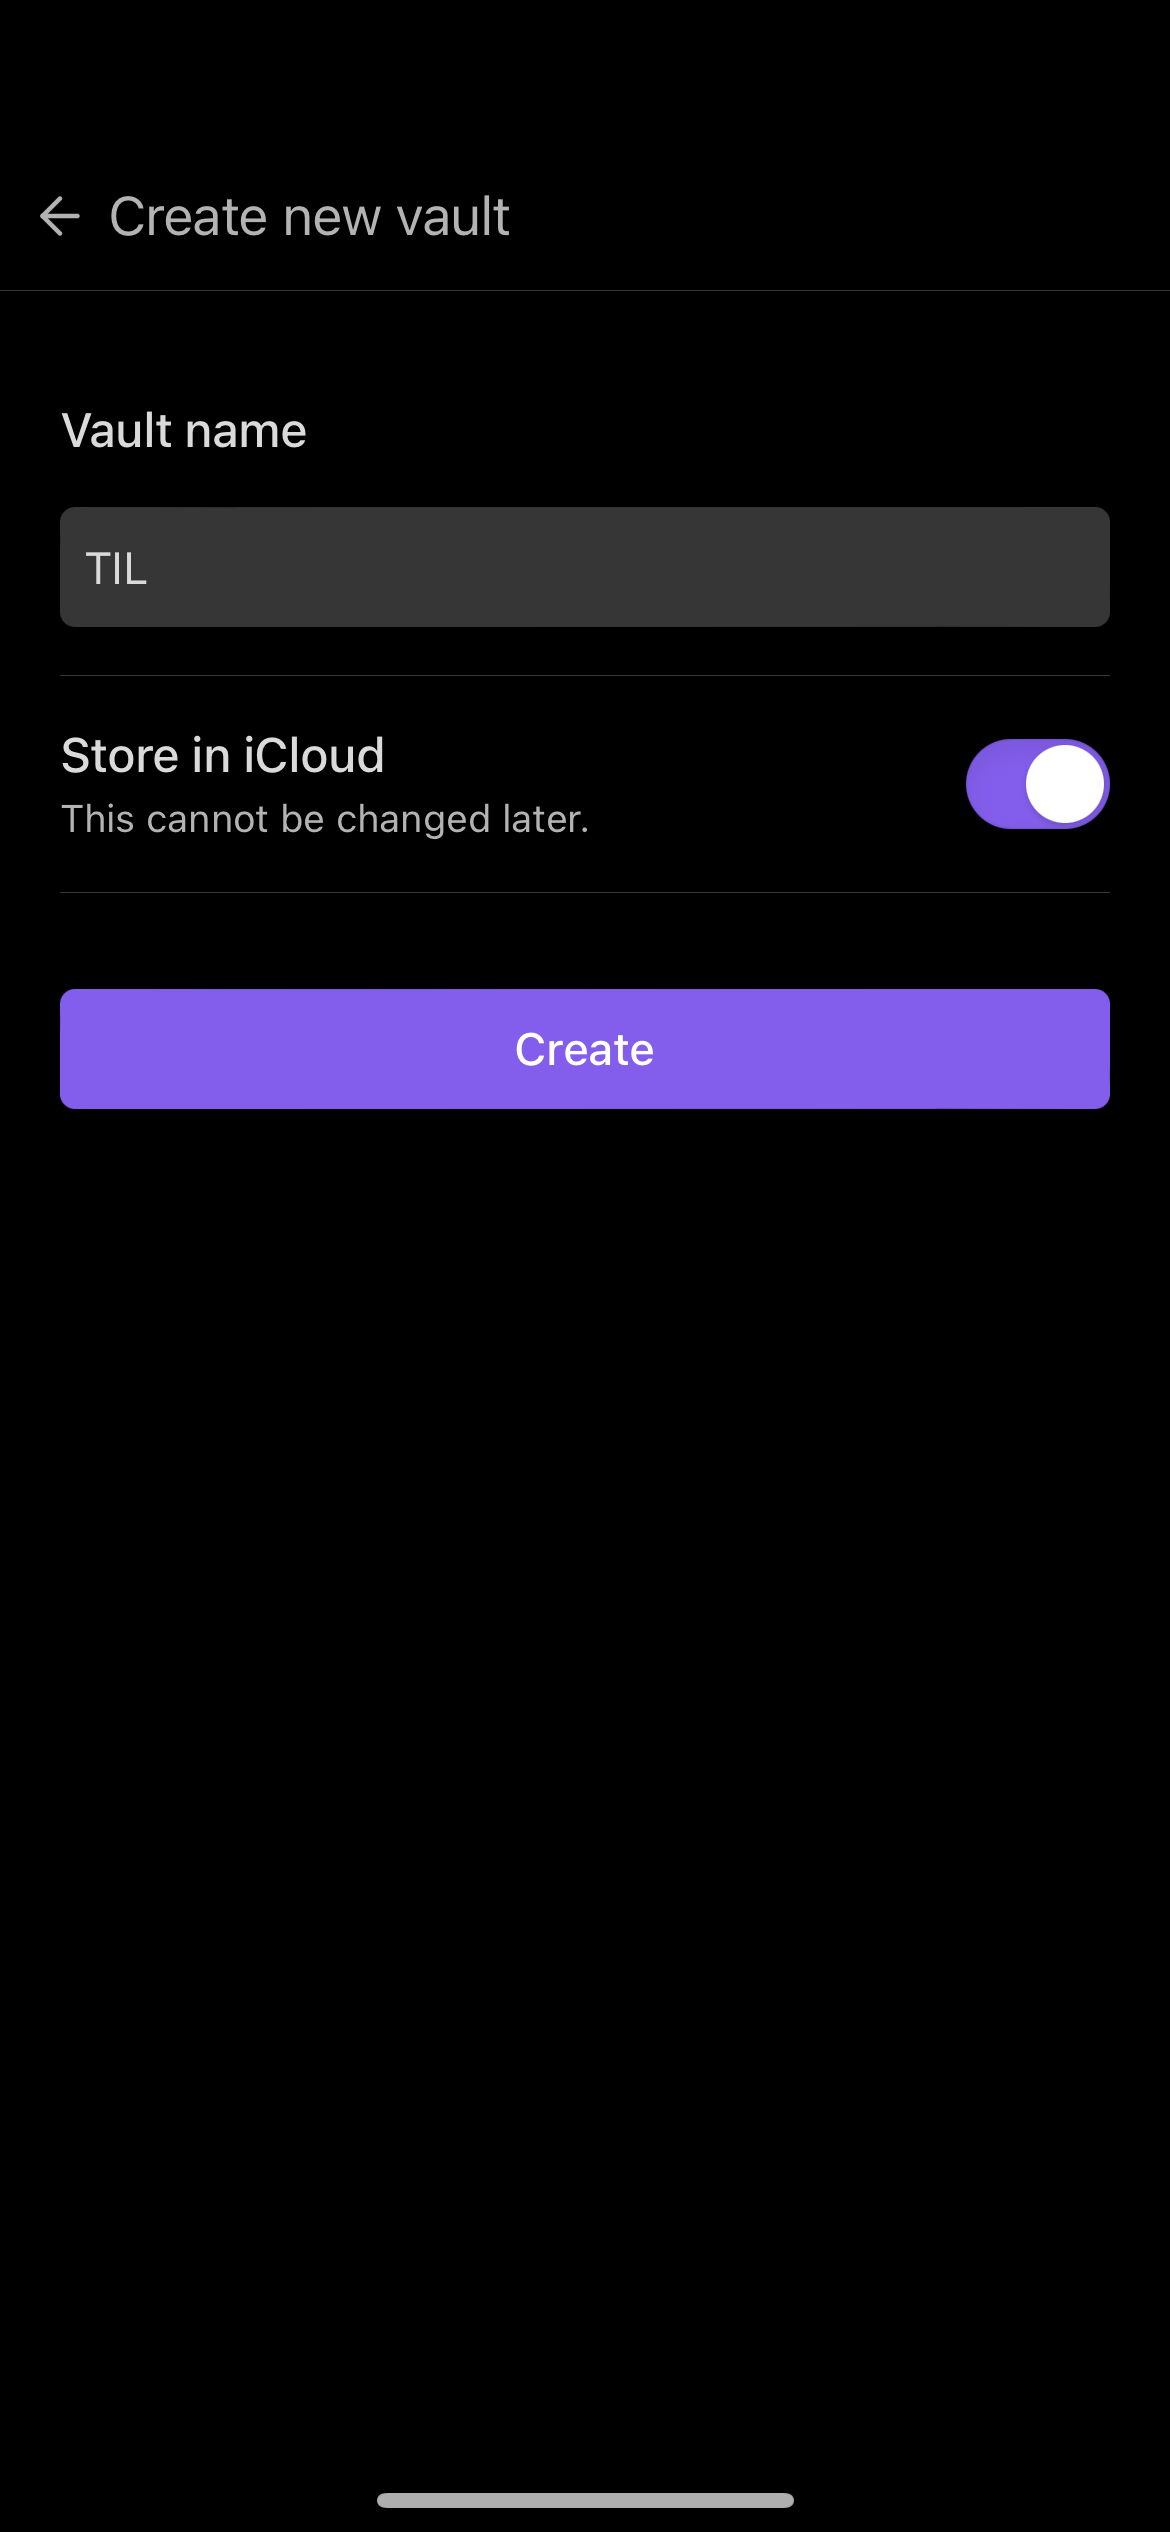 Create new vault
Vault name
TIL
Store in iCloud
This cannot be changed later.
Create